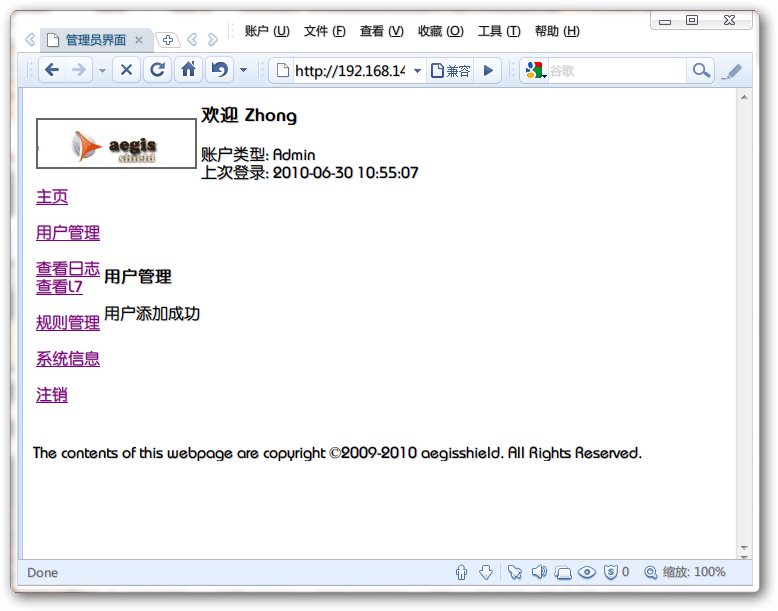 账户 (U) 文件 (F) 查看 (V) 收藏 (O) 工具 (T) 帮助 (H)
管理员界面
http://192.168.14
兼容
谷歌
aegis
shield
欢迎 Zhong
账户类型: Admin
上次登录: 2010-06-30 10:55:07
主页
用户管理
查看日志
查看l7
规则管理
系统信息
注销
用户管理
用户添加成功
The contents of this webpage are copyright ©2009-2010 aegisshield. All Rights Reserved.
Done
0
缩放: 100%